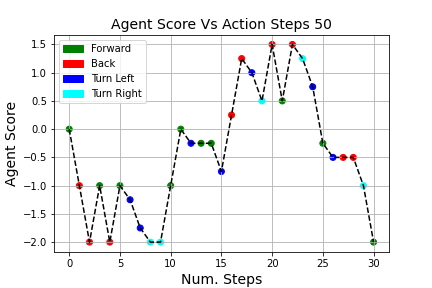 Agent Score Vs Action Steps 50
Forward
Back
Turn Left
Turn Right
1.5
1.0
0.5
0.0
−0.5
−1.0
−1.5
−2.0
Agent Score
0 5 10 15 20 25 30
Num. Steps